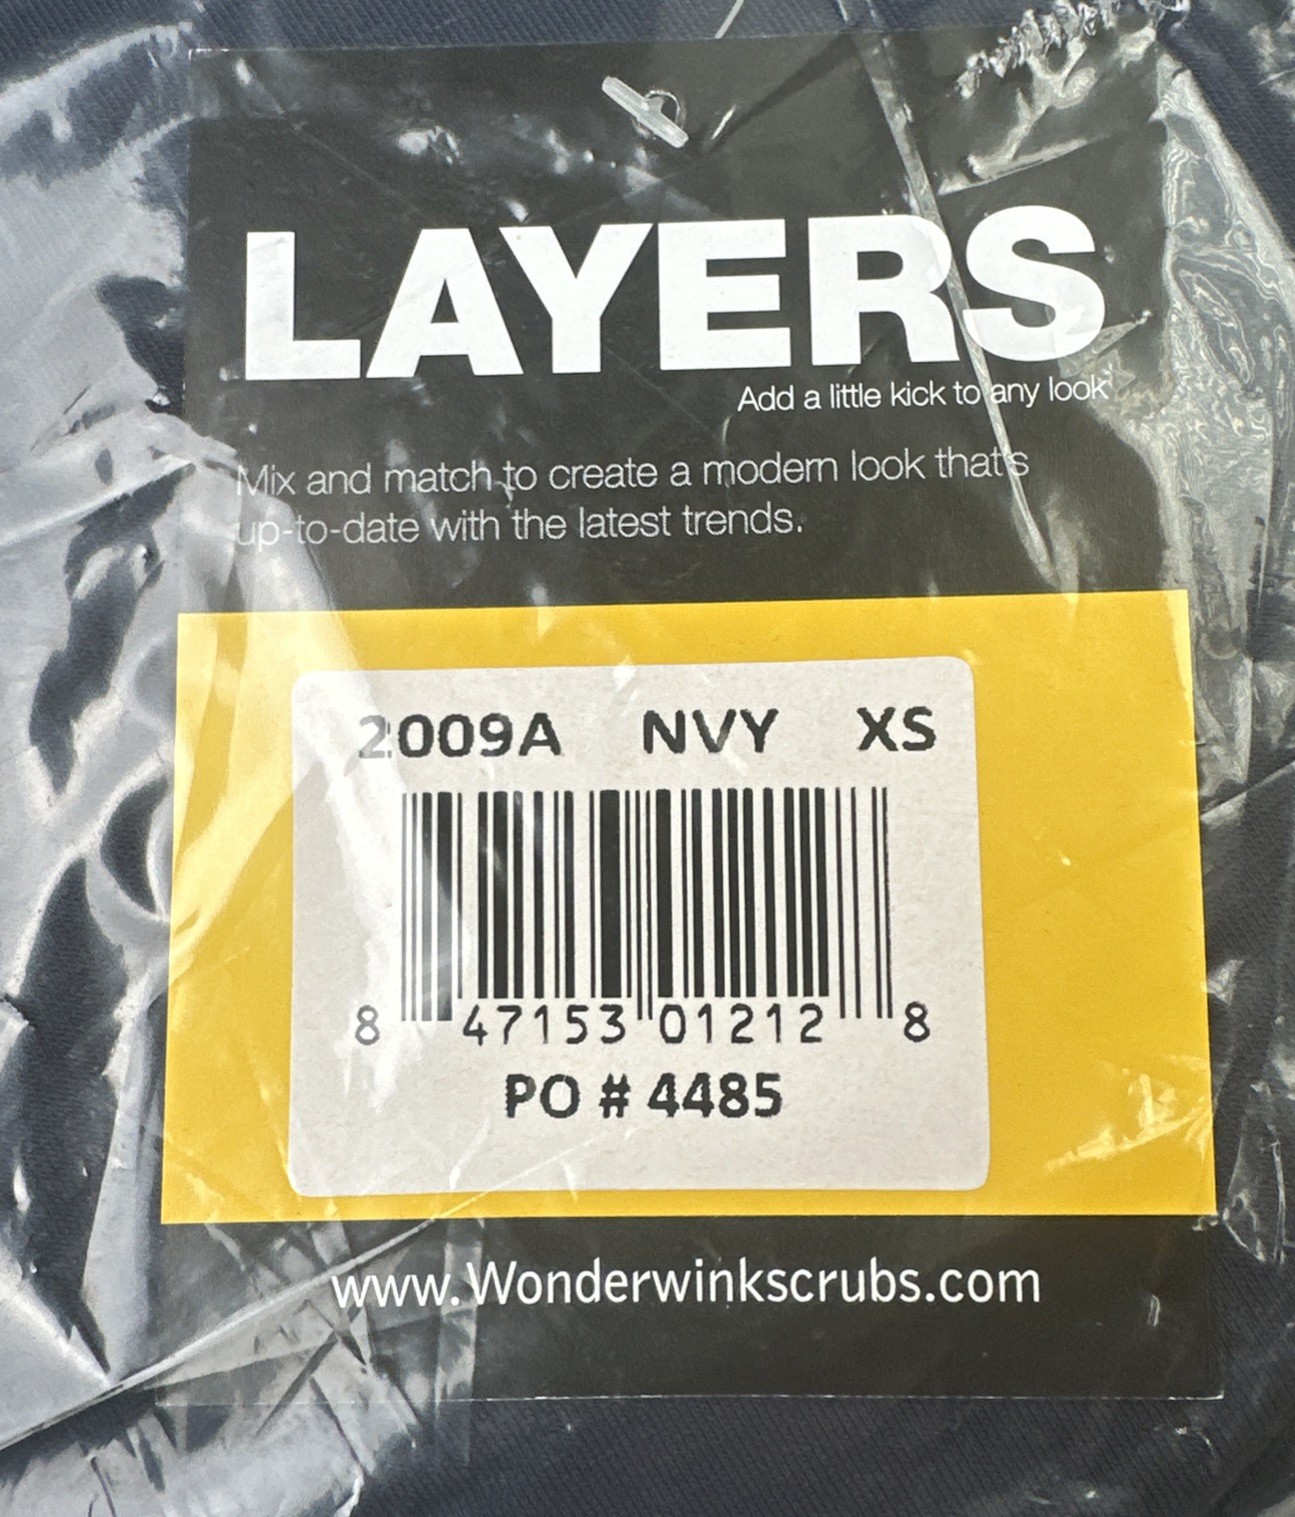 LAYERS
Add a little kick to any look
Mix and match to create a modern look that's
up-to-date with the latest trends.
2009A NVY XS
8 47153 01212 8
PO # 4485
www.Wonderwinkscrubs.com